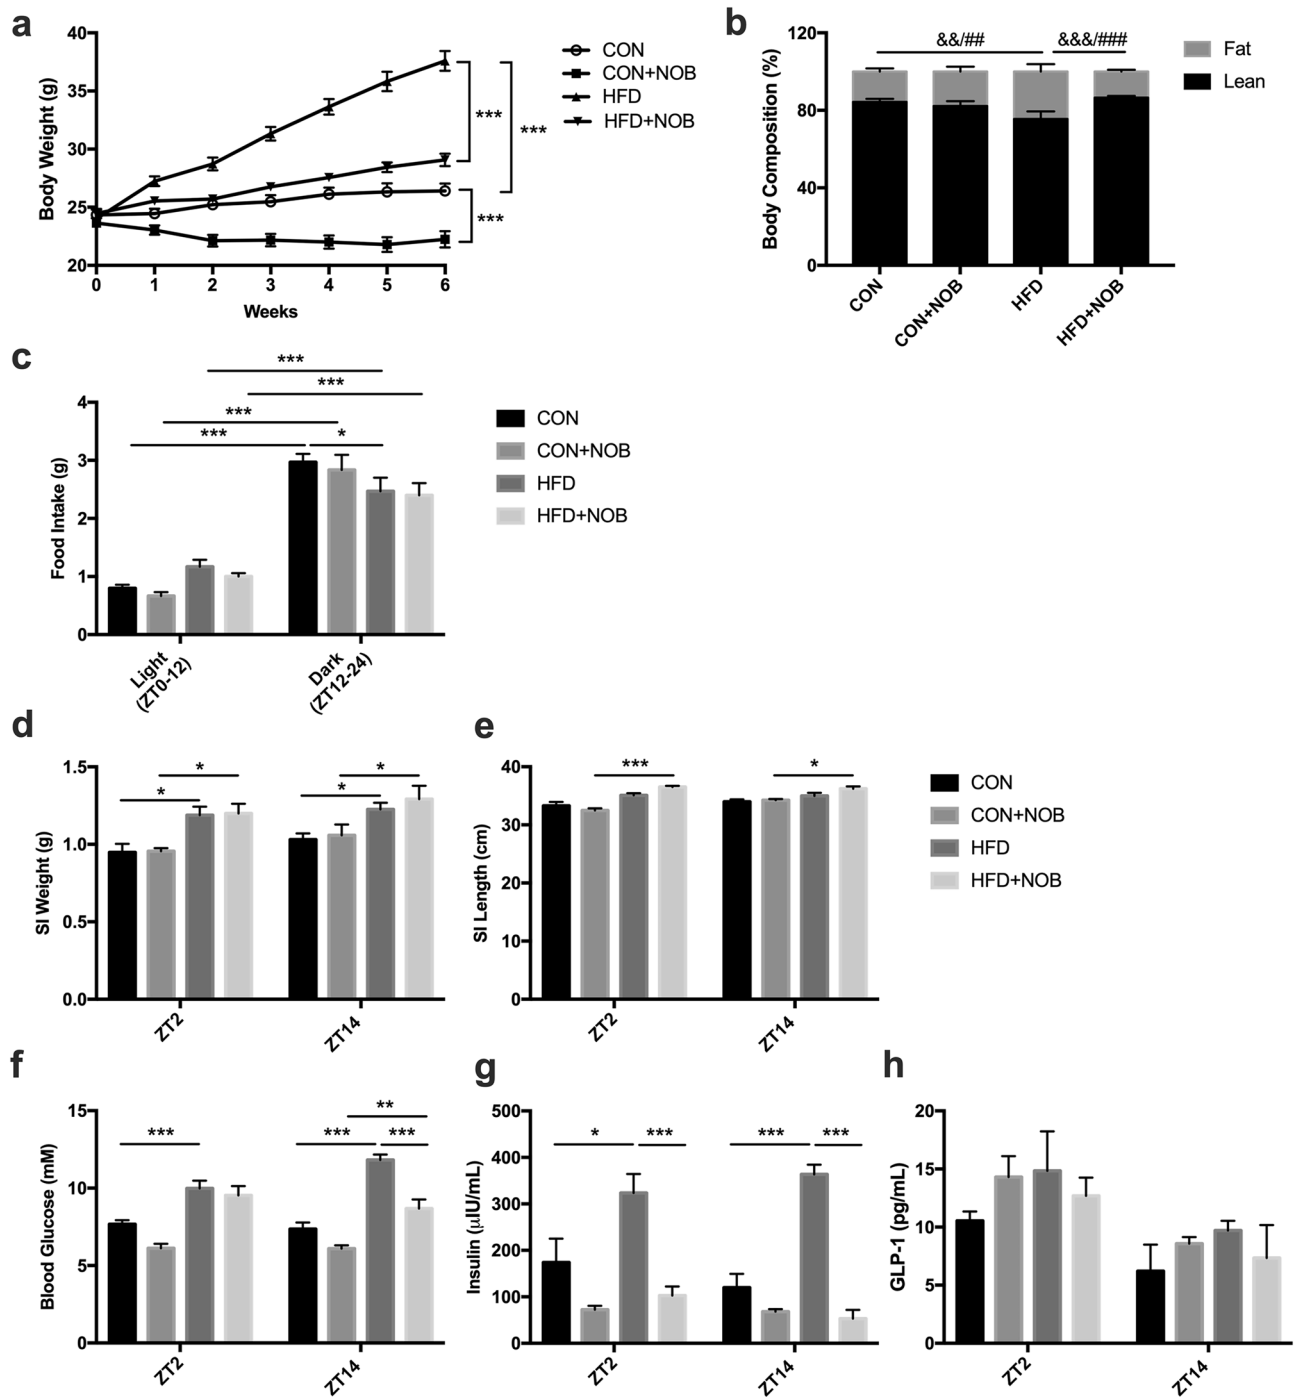 a
40
35
30
25
20
Body Weight (g)
0 1 2 3 4 5 6
Weeks
CON
CON+NOB
HFD
HFD+NOB
***
***
***
b
120
80
40
0
Body Composition (%)
&&/## &&&/###
CON
CON+NOB
HFD
HFD+NOB
Fat
Lean
c
4
3
2
1
0
Food Intake (g)
***
***
***
*** *
Light
(ZT0-12)
Dark
(ZT12-24)
CON
CON+NOB
HFD
HFD+NOB
d
1.5
1.0
0.5
0.0
SI Weight (g)
* *
* *
ZT2 ZT14
e
40
30
20
10
0
SI Length (cm)
*** *
ZT2 ZT14
CON
CON+NOB
HFD
HFD+NOB
f
15
10
5
0
Blood Glucose (mM)
**
*** *** ***
ZT2 ZT14
g
500
400
300
200
100
0
Insulin (μIU/mL)
* *** *** ***
ZT2 ZT14
h
20
15
10
5
0
GLP-1 (pg/mL)
ZT2 ZT14